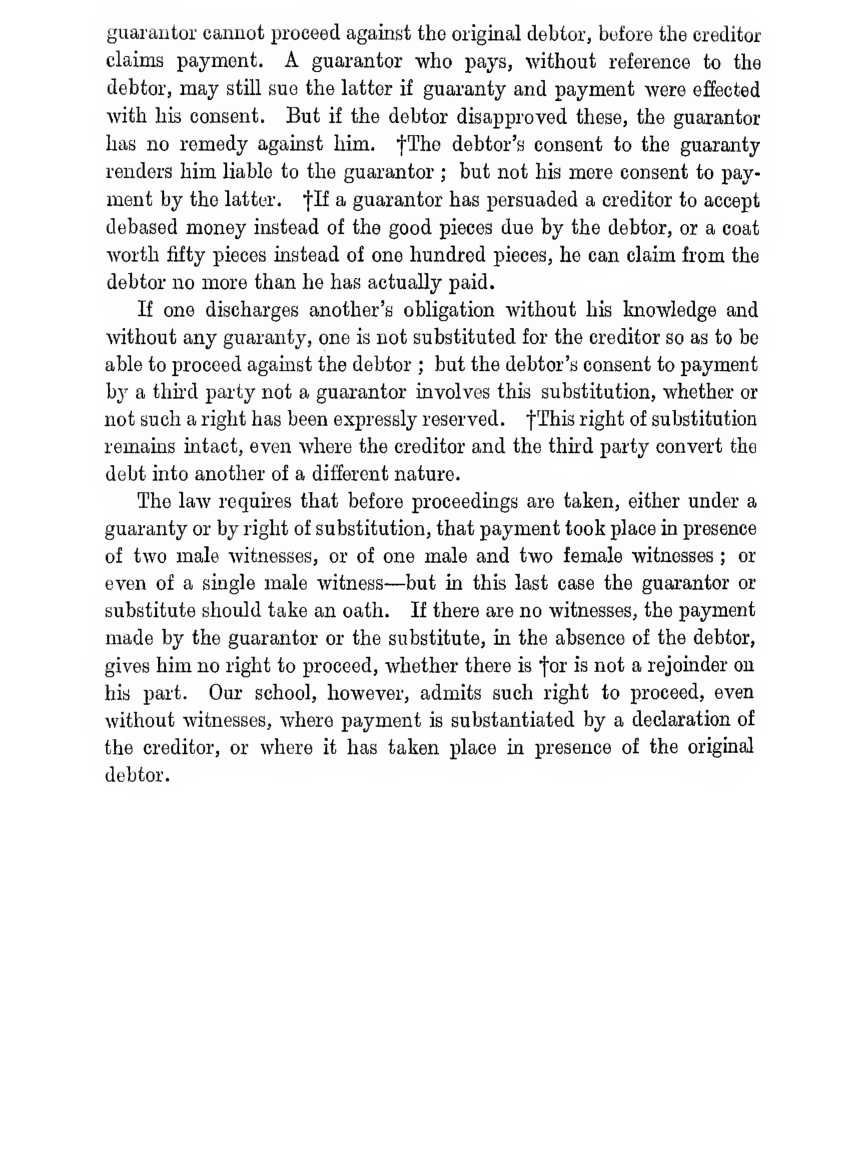 guarantor cannot proceed against the original debtor, before the creditor
claims payment. A guarantor who pays, without reference to the
debtor, may still sue the latter if guaranty and payment were effected
with his consent. But if the debtor disapproved these, the guarantor
has no remedy against him. †The debtor's consent to the guaranty
renders him liable to the guarantor ; but not his mere consent to pay-
ment by the latter. †If a guarantor has persuaded a creditor to accept
debased money instead of the good pieces due by the debtor, or a coat
worth fifty pieces instead of one hundred pieces, he can claim from the
debtor no more than he has actually paid.
If one discharges another's obligation without his knowledge and
without any guaranty, one is not substituted for the creditor so as to be
able to proceed against the debtor ; but the debtor's consent to payment
by a third party not a guarantor involves this substitution, whether or
not such a right has been expressly reserved. †This right of substitution
remains intact, even where the creditor and the third party convert the
debt into another of a different nature.
The law requires that before proceedings are taken, either under a
guaranty or by right of substitution, that payment took place in presence
of two male witnesses, or of one male and two female witnesses ; or
even of a single male witness—but in this last case the guarantor or
substitute should take an oath. If there are no witnesses, the payment
made by the guarantor or the substitute, in the absence of the debtor,
gives him no right to proceed, whether there is †or is not a rejoinder on
his part. Our school, however, admits such right to proceed, even
without witnesses, where payment is substantiated by a declaration of
the creditor, or where it has taken place in presence of the original
debtor.